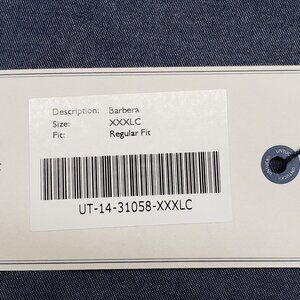 Description: Barbera
Size: XXXLC
Fit: Regular Fit
UT-14-31058-XXXLC